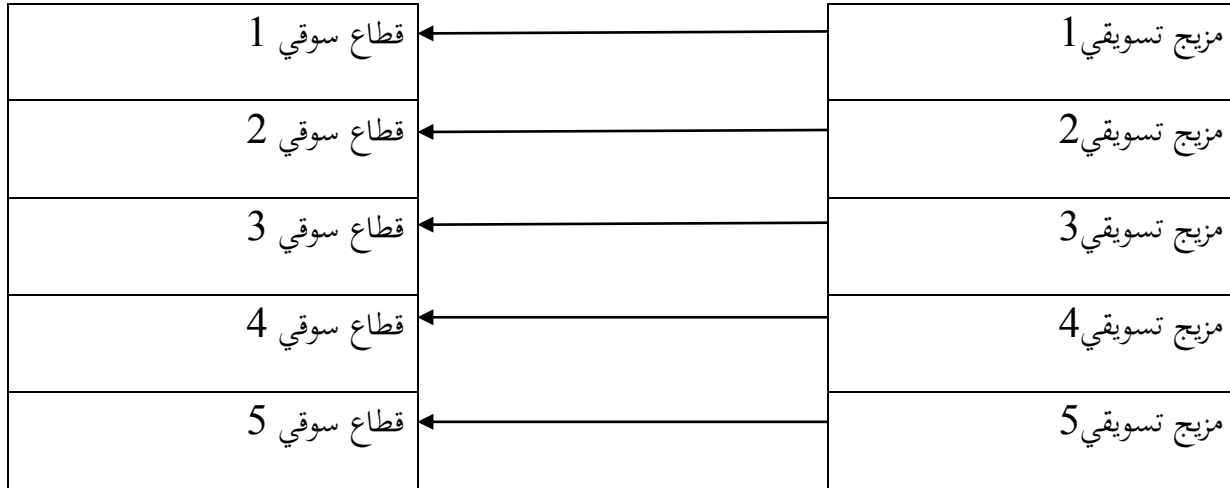 مزيج تسويقي1
قطاع سوقي 1
مزيج تسويقي2
قطاع سوقي 2
مزيج تسويقي3
قطاع سوقي 3
مزيج تسويقي4
قطاع سوقي 4
مزيج تسويقي5
قطاع سوقي 5